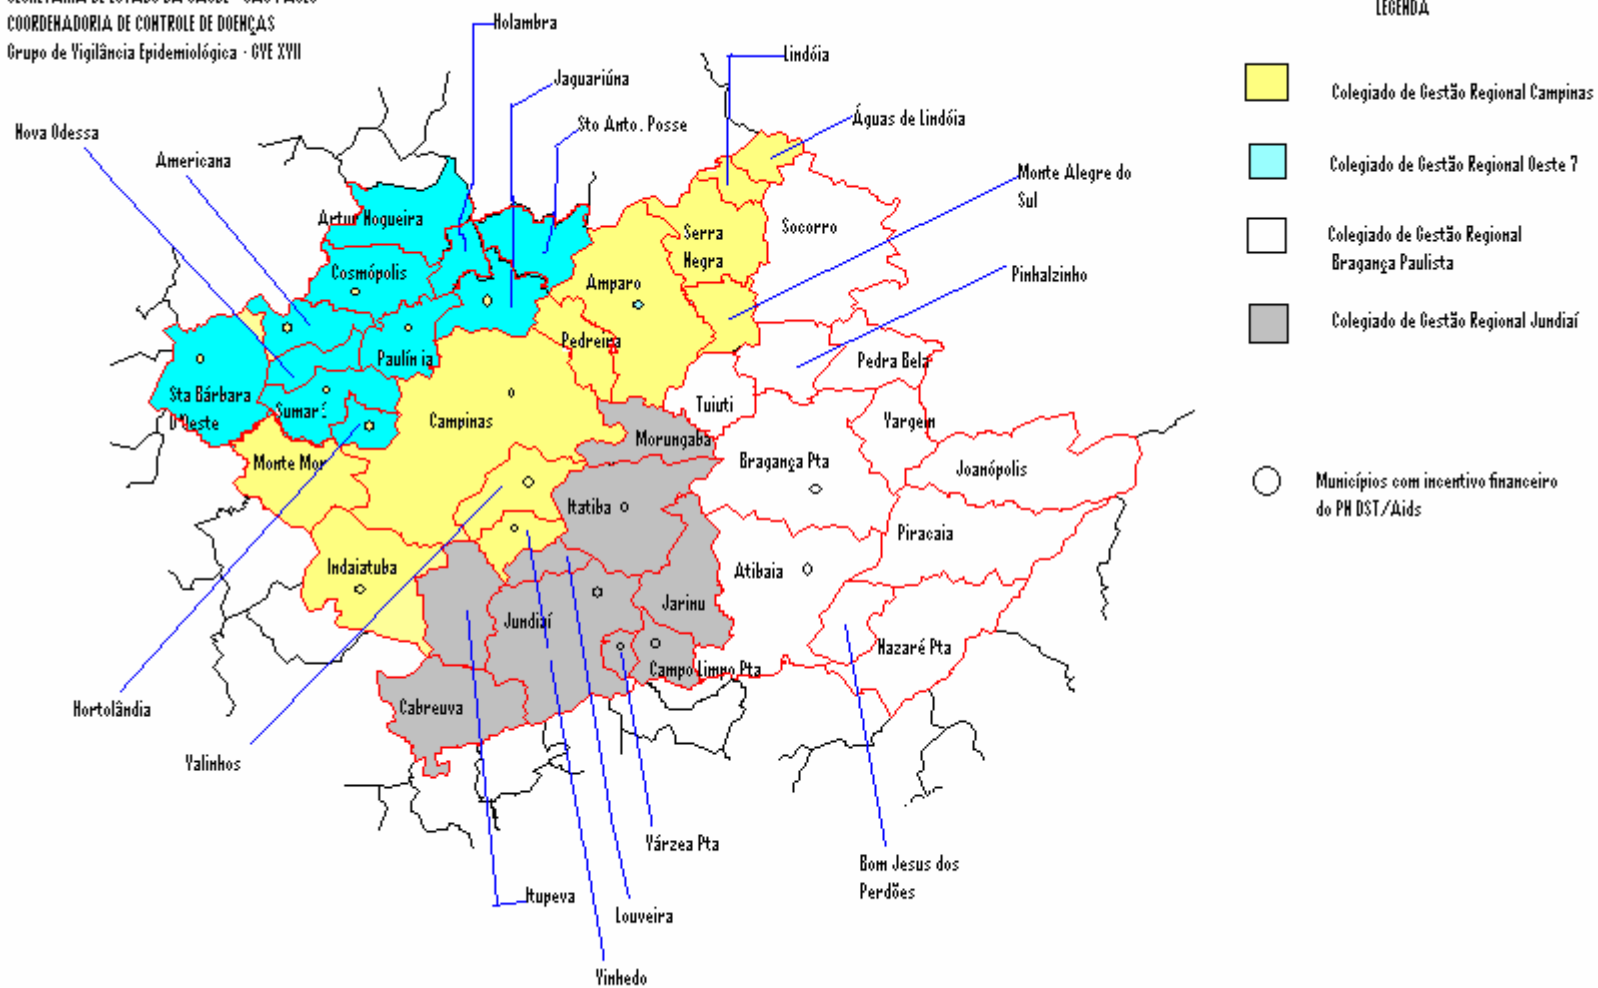 COORDENADORIA DE CONTROLE DE DOENÇAS
Grupo de Vigilância Epidemiológica - GVE XVII
Holambra
Lindóia
Jaguariúna
Águas de Lindóia
Sto Anto. Posse
Nova Odessa
Americana
Monte Alegre do
Sul
Artur Nogueira
Socorro
Serra
Negra
Cosmópolis
Amparo
Pinhalzinho
Pedreira
Paulínia
Pedra Bela
Sta Bárbara
D'Oeste
Sumaré
Tuiuti
Campinas
Vargem
Morungaba
Monte Mor
Bragança Pta
Joanópolis
Itatiba
Piracaia
Indaiatuba
Atibaia
Jarinu
Jundiaí
Nazaré Pta
Campo Limpo Pta
Hortolândia
Cabreuva
Valinhos
Várzea Pta
Bom Jesus dos
Perdões
Itupeva
Louveira
Vinhedo
LEGENDA
Colegiado de Gestão Regional Campinas
Colegiado de Gestão Regional Oeste 7
Colegiado de Gestão Regional
Bragança Paulista
Colegiado de Gestão Regional Jundiaí
Municípios com incentivo financeiro
do PN DST/Aids